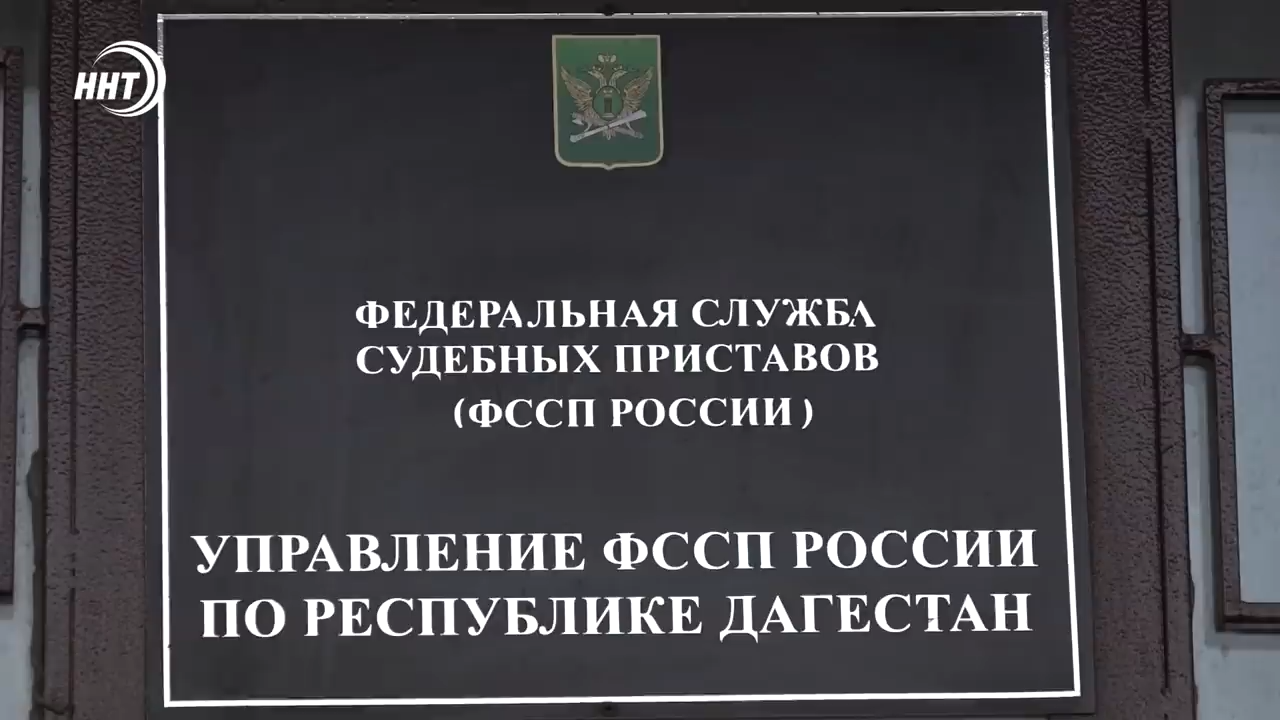 ННТ
ФЕДЕРАЛЬНАЯ СЛУЖБА
СУДЕБНЫХ ПРИСТАВОВ
(ФССП РОССИИ)
УПРАВЛЕНИЕ ФССП РОССИИ
ПО РЕСПУБЛИКЕ ДАГЕСТАН